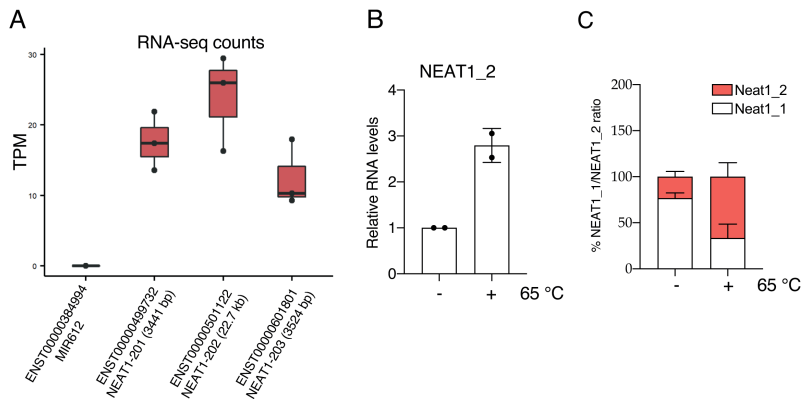 A
RNA-seq counts
TPM
30
20
10
0
ENST00000384994
MIR612
ENST00000499732
NEAT1-201 (3441 bp)
ENST00000501122
NEAT1-202 (22.7 kb)
ENST00000601801
NEAT1-203 (3524 bp)
B
NEAT1_2
Relative RNA levels
4
3
2
1
0
- + 65 °C
C
% NEAT1_1/NEAT1_2 ratio
200
150
100
50
0
Neat1_2
Neat1_1
- + 65 °C